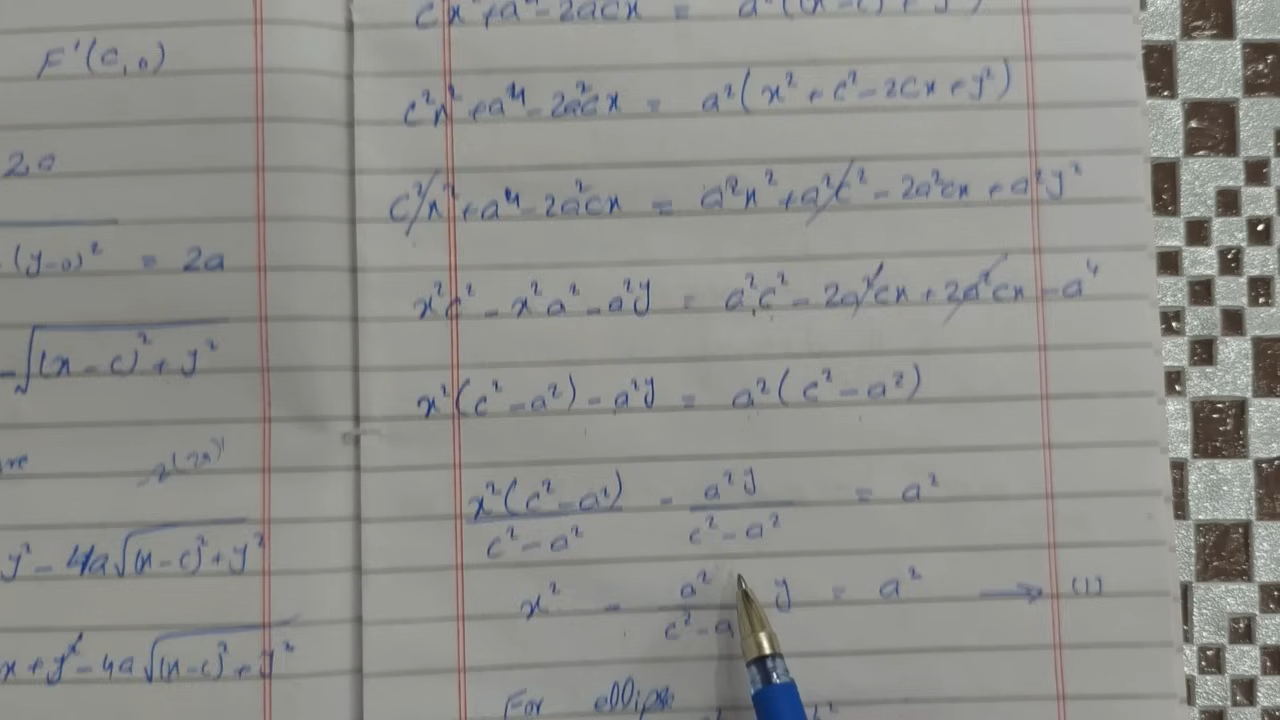 F'(c,0)
20
(y-0)² = 2a
-√(x-c)² + y²
y² - 4a√(x-c)² + y²
x + y² - 4a√(x-c)² + y²
c²x² + a⁴ - 2a²cx = a²(x² + c² - 2cx + y²)
c²x² + a⁴ - 2a²cx = a²x² + a²c² - 2a²cx + a²y²
x²c² - x²a² - a²y = a²c² - 2a²cx + 2a²cx - a⁴
x²(c² - a²) - a²y = a²(c² - a²)
x²(c² - a²)/(c² - a²) - a²y/(c² - a²) = a²
x² - a²/(c² - a) y = a² → (1)
For ellipse